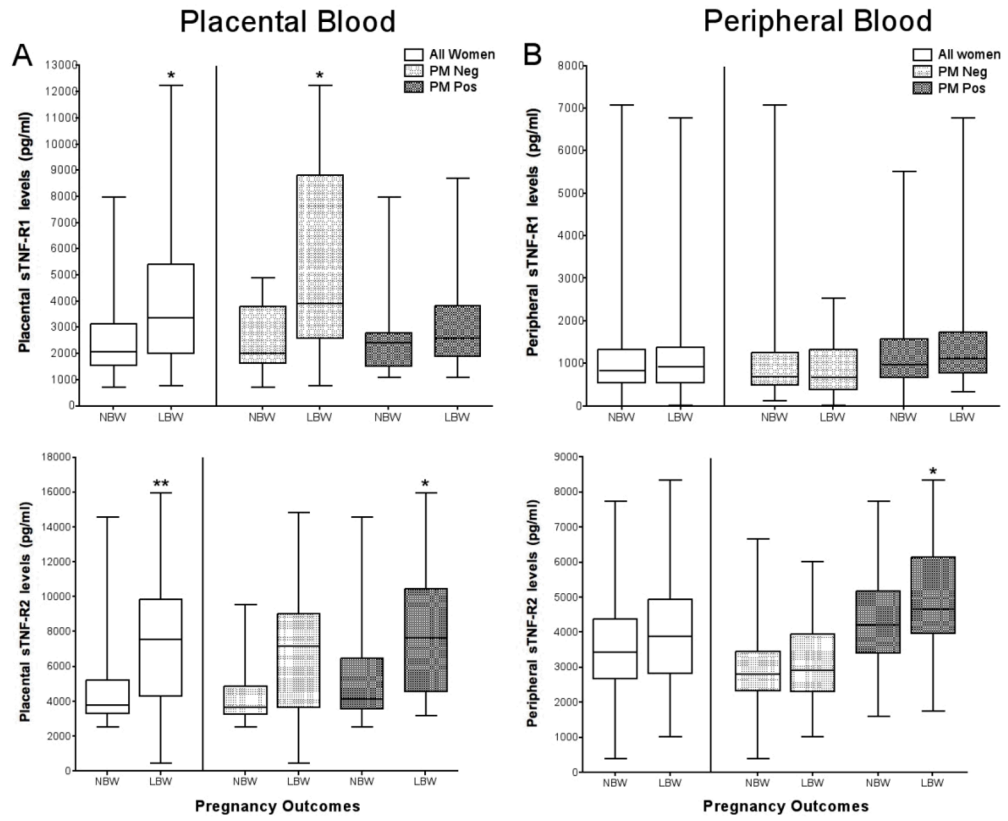 Placental Blood
Peripheral Blood
A
All Women
PM Neg
PM Pos
*
*
Placental sTNF-R1 levels (pg/ml)
13000
12000
11000
10000
9000
8000
7000
6000
5000
4000
3000
2000
1000
0
NBW LBW NBW LBW NBW LBW
B
All women
PM Neg
PM Pos
Peripheral sTNF-R1 levels (pg/ml)
8000
7000
6000
5000
4000
3000
2000
1000
0
NBW LBW NBW LBW NBW LBW
**
*
Placental sTNF-R2 levels (pg/ml)
18000
16000
14000
12000
10000
8000
6000
4000
2000
0
NBW LBW NBW LBW NBW LBW
Pregnancy Outcomes
*
Peripheral sTNF-R2 levels (pg/ml)
9000
8000
7000
6000
5000
4000
3000
2000
1000
0
NBW LBW NBW LBW NBW LBW
Pregnancy Outcomes